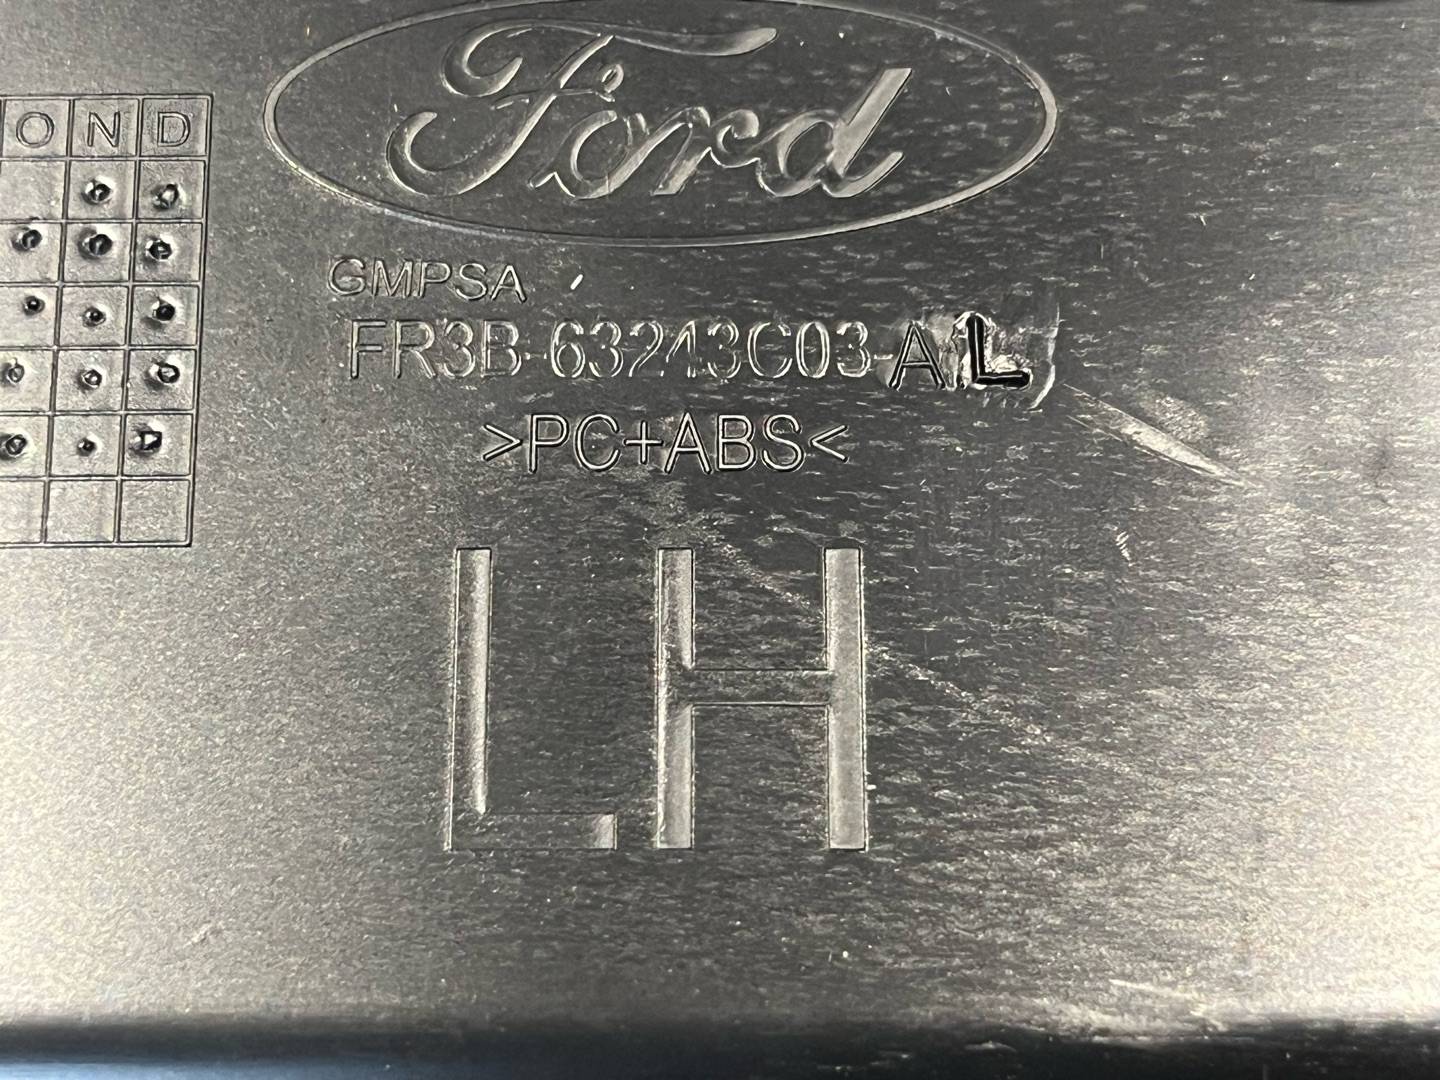 Ford
O N D
GMPSA
FR3B-63243C03-AL
>PC+ABS<
LH